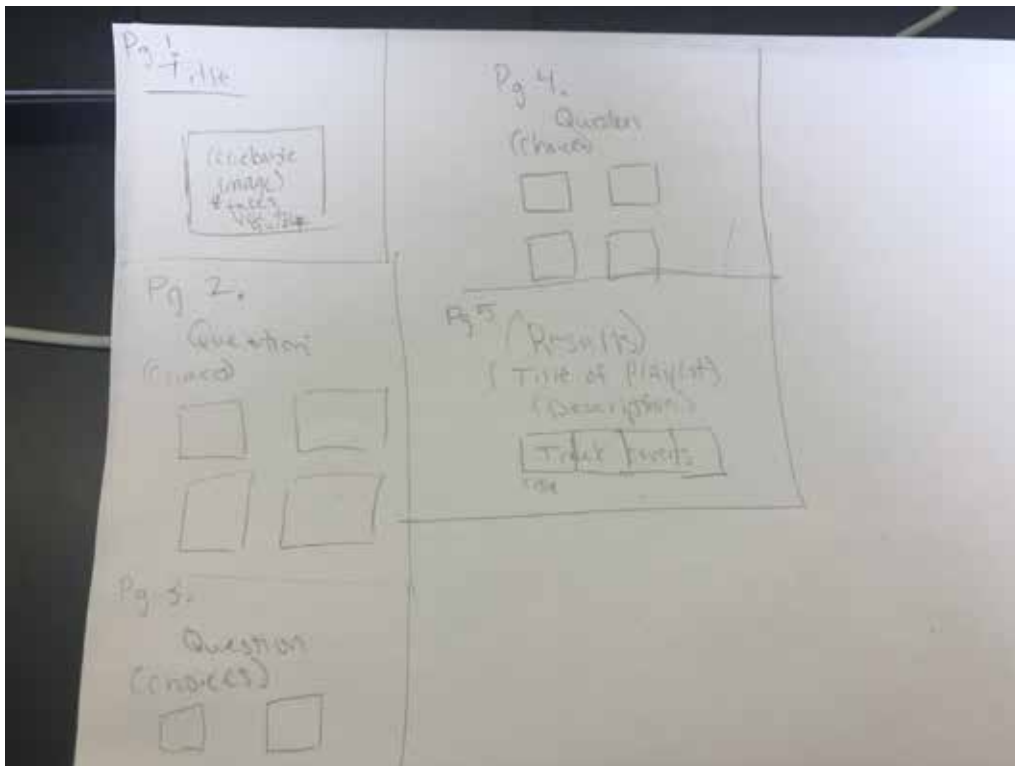 Pg 1.
Title
(clickable
image)
Pg 2.
Question
(choices)
Pg 3.
Question
(choices)
Pg 4.
Question
(choices)
Pg 5
(Results)
(Title of Playlist)
(Description)
Track